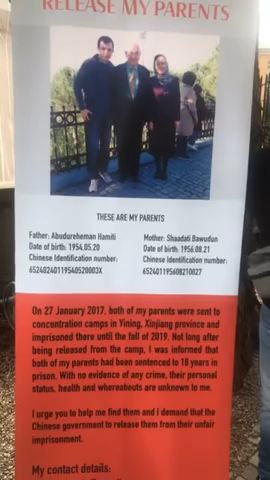 RELEASE MY PARENTS
THESE ARE MY PARENTS
Father: Abudureheman Hamiti
Date of birth: 1954.05.20
Chinese Identification number:
65240240119540520003X
Mother: Shaadati Bawudun
Date of birth: 1956.08.21
Chinese Identification number:
652401195608210027
On 27 January 2017, both of my parents were sent to
concentration camps in Yining, Xinjiang province and
imprisoned there until the fall of 2019. Not long after
being released from the camp, I was informed that
both of my parents had been sentenced to 18 years in
prison. With no evidence of any crime, their personal
status, health and whereabouts are unknown to me.
I urge you to help me find them and I demand that the
Chinese government to release them from their unfair
imprisonment.
My contact details: